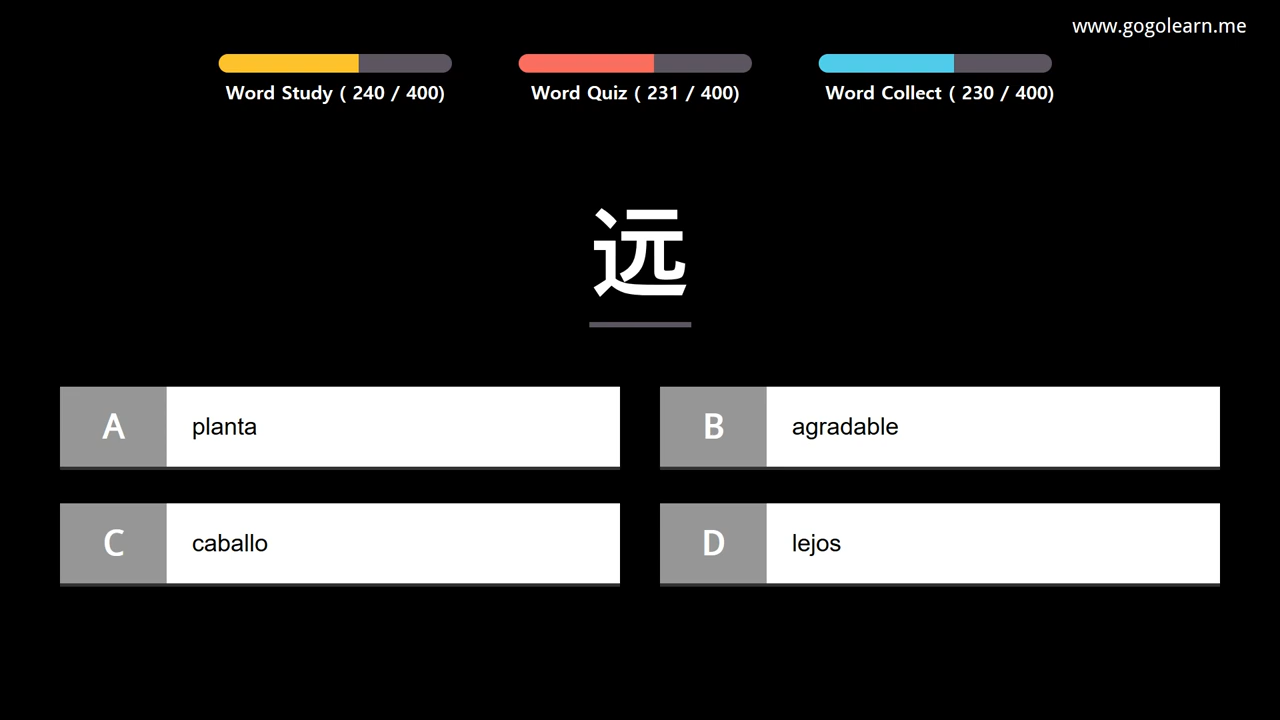 www.gogolearn.me
Word Study ( 240 / 400)
Word Quiz ( 231 / 400)
Word Collect ( 230 / 400)
远
A planta
B agradable
C caballo
D lejos